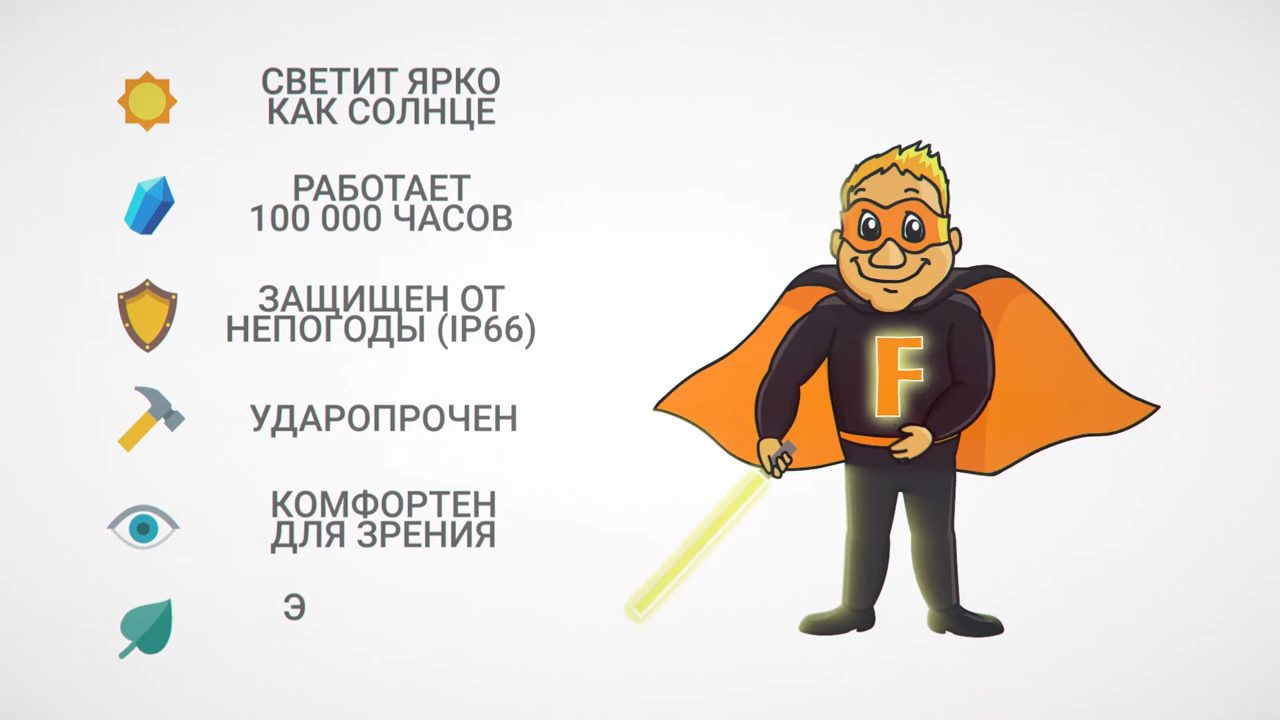 СВЕТИТ ЯРКО
КАК СОЛНЦЕ
РАБОТАЕТ
100 000 ЧАСОВ
ЗАЩИЩЕН ОТ
НЕПОГОДЫ (IP66)
УДАРОПРОЧЕН
КОМФОРТЕН
ДЛЯ ЗРЕНИЯ
Э
F